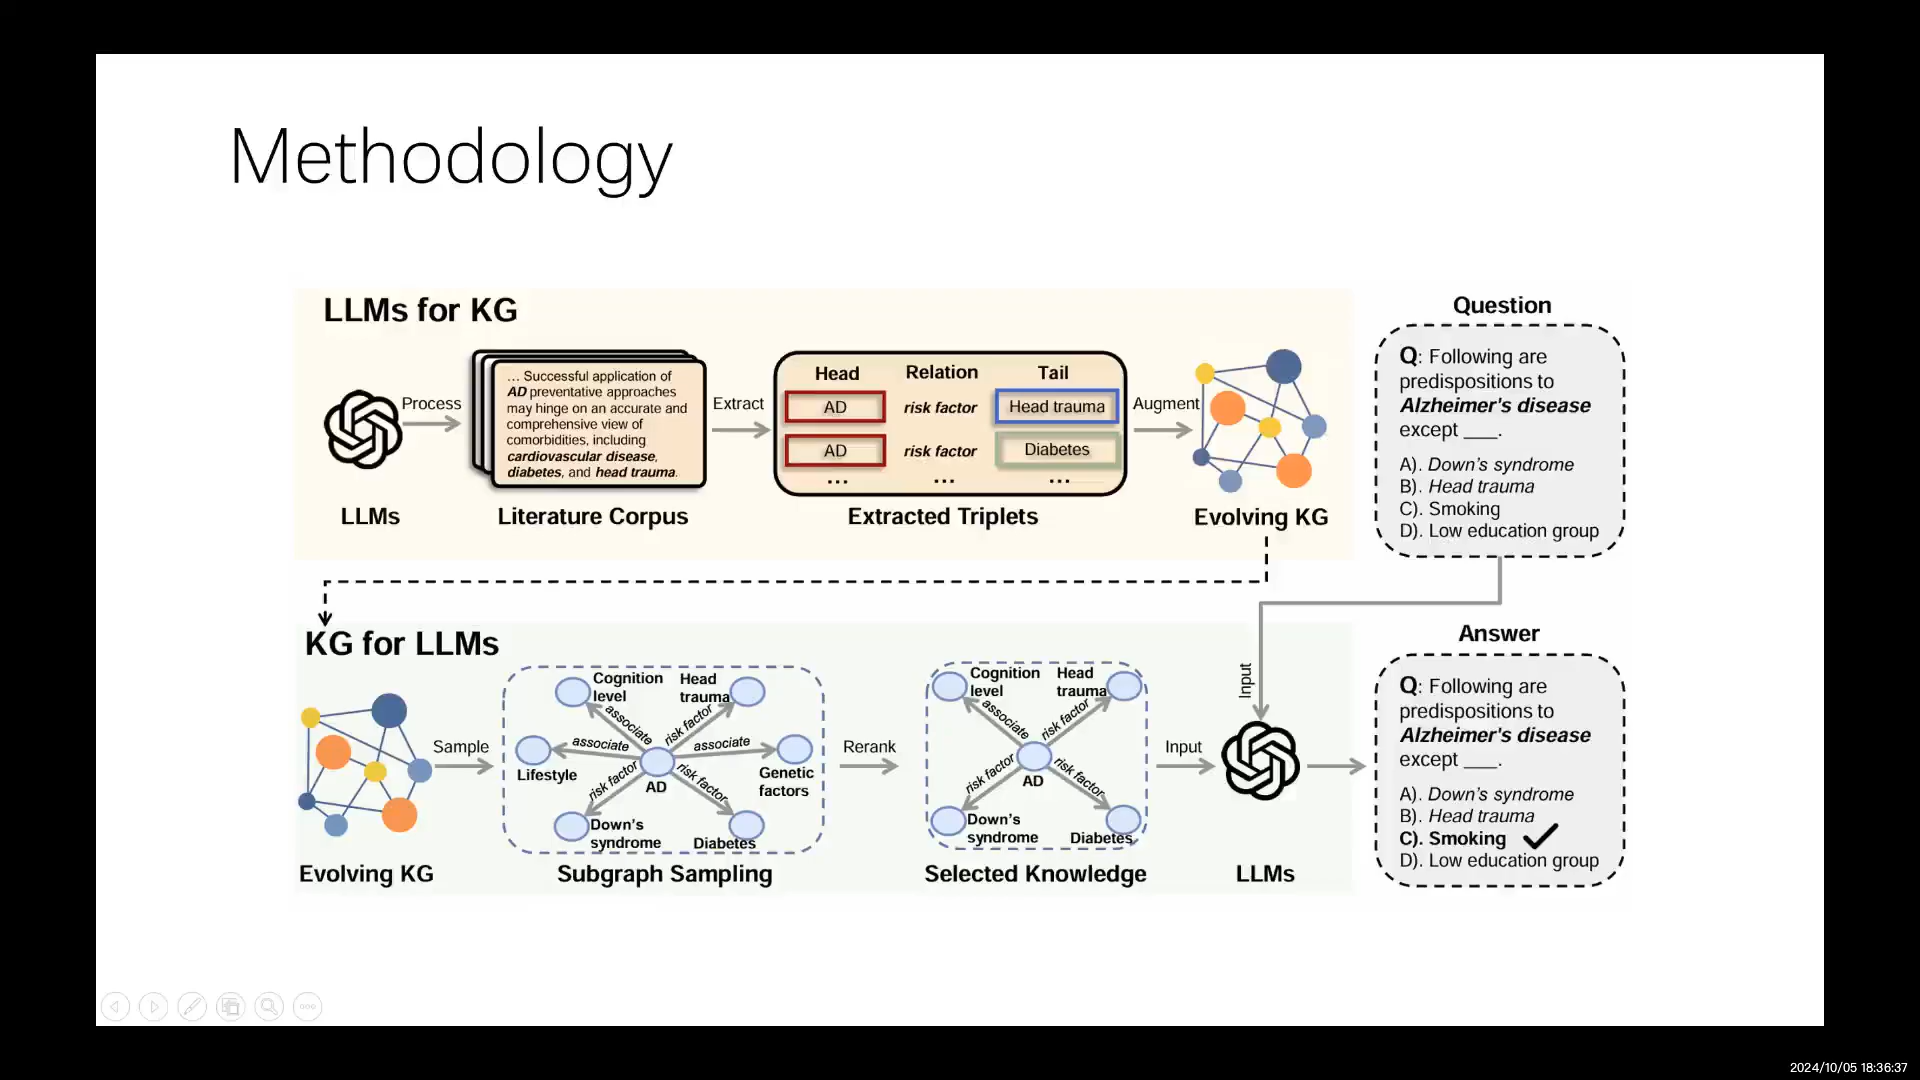 Methodology
LLMs for KG
Process
… Successful application of
AD preventative approaches
may hinge on an accurate and
comprehensive view of
comorbidities, including
cardiovascular disease,
diabetes, and head trauma.
Extract
Head Relation Tail
AD risk factor Head trauma
AD risk factor Diabetes
... ... ...
Augment
LLMs
Literature Corpus
Extracted Triplets
Evolving KG
Question
Q: Following are
predispositions to
Alzheimer's disease
except ___.
A). Down's syndrome
B). Head trauma
C). Smoking
D). Low education group
KG for LLMs
Sample
Cognition
level
Head
trauma
associate
risk factor
associate
associate
Lifestyle
Genetic
factors
AD
risk factor
risk factor
Down's
syndrome
Diabetes
Rerank
Cognition
level
Head
trauma
associate
risk factor
AD
risk factor
risk factor
Down's
syndrome
Diabetes
Input
Input
Evolving KG
Subgraph Sampling
Selected Knowledge
LLMs
Answer
Q: Following are
predispositions to
Alzheimer's disease
except ___.
A). Down's syndrome
B). Head trauma
C). Smoking
D). Low education group
2024/10/05 18:36:37